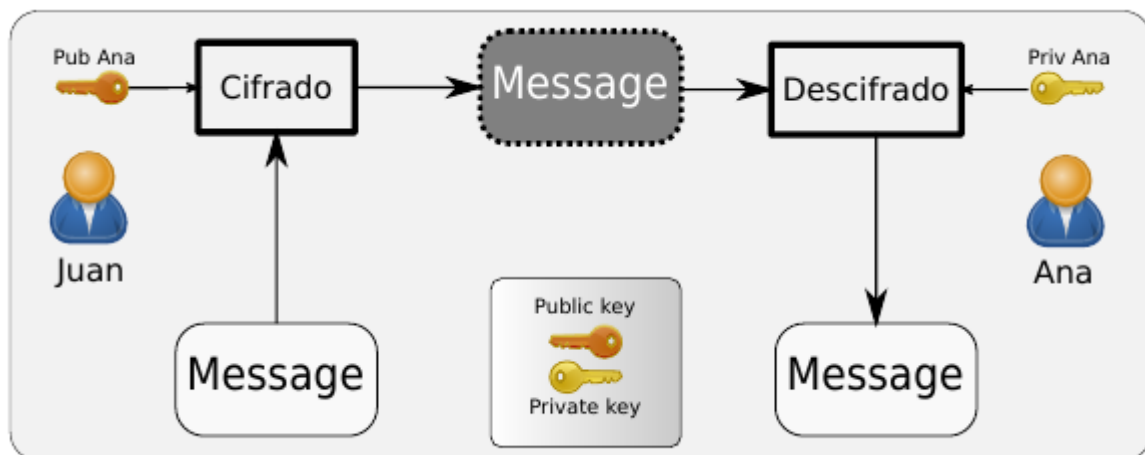 Pub Ana
Cifrado
Message
Descifrado
Priv Ana
Juan
Ana
Message
Public key
Private key
Message